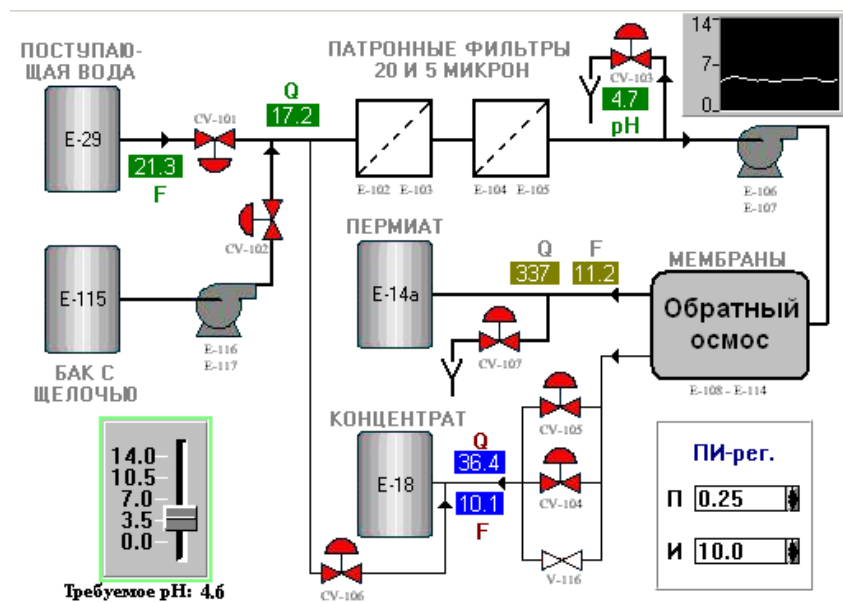 ПОСТУПАЮ-
ЩАЯ ВОДА
E-29
21.3
F
CV-101
Q
17.2
ПАТРОННЫЕ ФИЛЬТРЫ
20 И 5 МИКРОН
E-102 E-103
E-104 E-105
CV-103
4.7
pH
14
7
0
E-106
E-107
CV-102
E-115
E-116
E-117
БАК С
ЩЕЛОЧЬЮ
ПЕРМИАТ
E-14a
Q F
337 11.2
CV-107
МЕМБРАНЫ
Обратный
осмос
E-108 - E-114
КОНЦЕНТРАТ
E-18
Q
36.4
10.1
F
CV-105
CV-104
V-116
CV-106
14.0
10.5
7.0
3.5
0.0
Требуемое pH: 4.6
ПИ-рег.
П 0.25
И 10.0